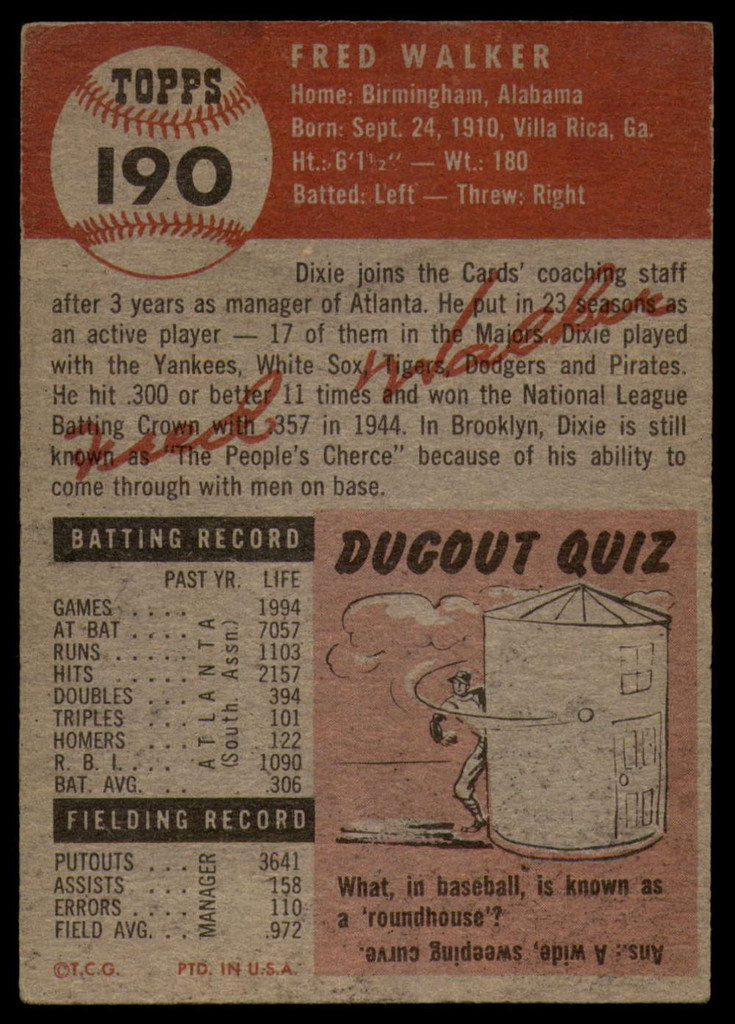 TOPPS
190
FRED WALKER
Home: Birmingham, Alabama
Born: Sept. 24, 1910, Villa Rica, Ga.
Ht.: 6'1½" — Wt.: 180
Batted: Left — Threw: Right
Dixie joins the Cards' coaching staff
after 3 years as manager of Atlanta. He put in 23 seasons as
an active player — 17 of them in the Majors. Dixie played
with the Yankees, White Sox, Tigers, Dodgers and Pirates.
He hit .300 or better 11 times and won the National League
Batting Crown with .357 in 1944. In Brooklyn, Dixie is still
known as "The People's Cherce" because of his ability to
come through with men on base.
Fred Walker
BATTING RECORD
PAST YR. LIFE
GAMES . . . . 1994
AT BAT . . . . 7057
RUNS . . . . . 1103
HITS . . . . . 2157
DOUBLES . . . 394
TRIPLES . . . 101
HOMERS . . . 122
R. B. I. . . . 1090
BAT. AVG. . . .306
ATLANTA
(South. Assn.)
FIELDING RECORD
PUTOUTS . . . 3641
ASSISTS . . . . 158
ERRORS . . . . 110
FIELD AVG. . . .972
MANAGER
©T.C.G. PTD. IN U.S.A.
DUGOUT QUIZ
What, in baseball, is known as
a 'roundhouse'?
Ans.: A wide, sweeping curve.